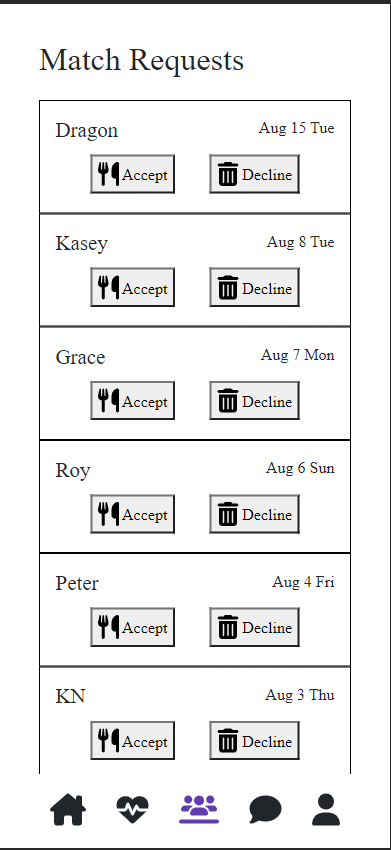 Match Requests
Dragon Aug 15 Tue
Accept Decline
Kasey Aug 8 Tue
Accept Decline
Grace Aug 7 Mon
Accept Decline
Roy Aug 6 Sun
Accept Decline
Peter Aug 4 Fri
Accept Decline
KN Aug 3 Thu
Accept Decline